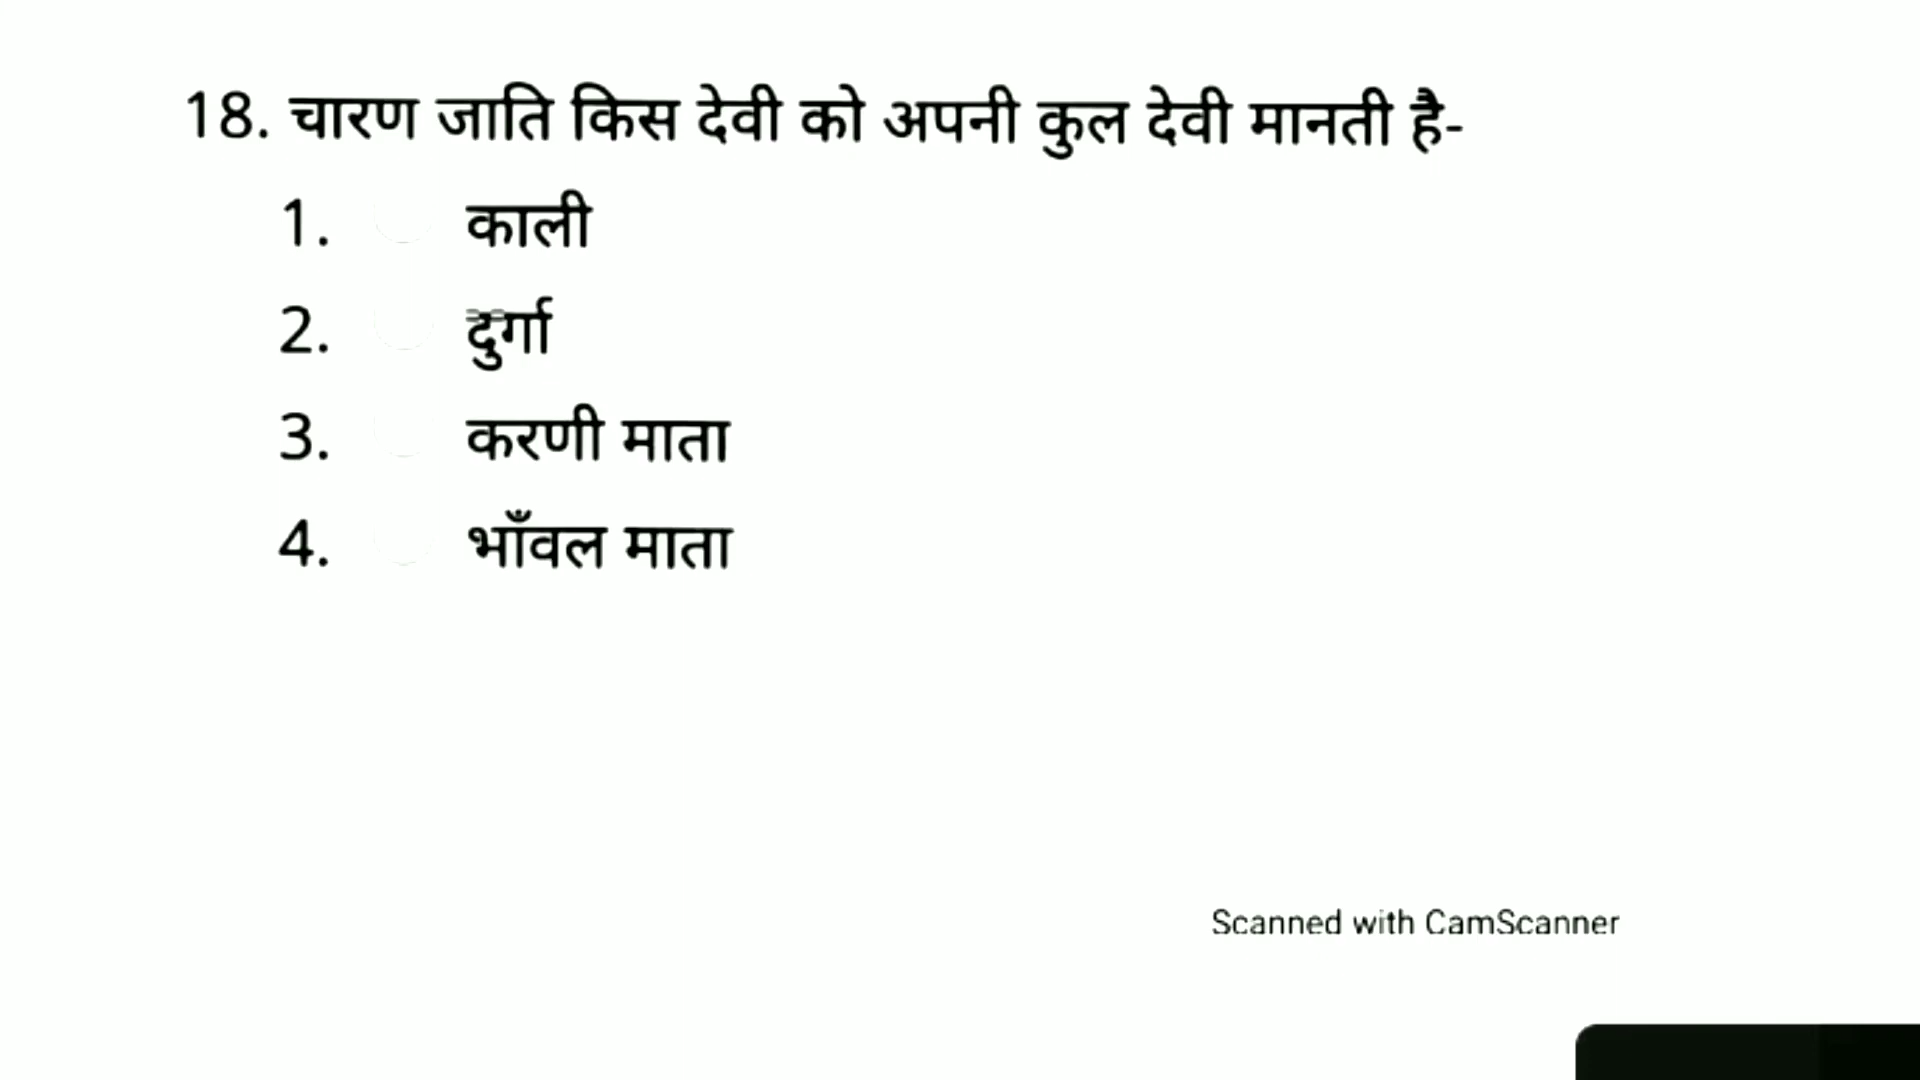 18. चारण जाति किस देवी को अपनी कुल देवी मानती है-
1. काली
2. दुर्गा
3. करणी माता
4. भाँवल माता
Scanned with CamScanner